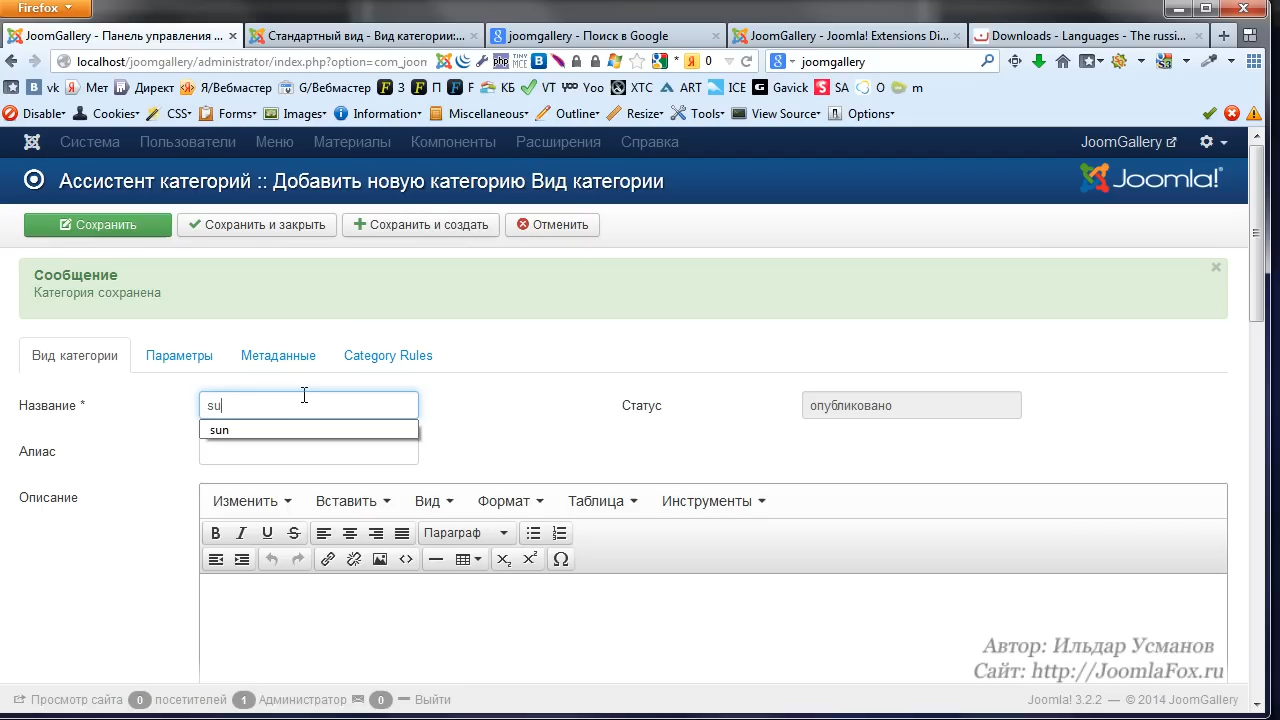 Firefox
JoomGallery - Панель управления ...
Стандартный вид - Вид категории:...
joomgallery - Поиск в Google
JoomGallery - Joomla! Extensions Di...
Downloads - Languages - The russi...
localhost/joomgallery/administrator/index.php?option=com_joom
0
joomgallery
vk
Мет
Директ
Я/Вебмастер
G/Вебмастер
З
П
F
КБ
VT
Yoo
XTC
ART
ICE
Gavick
SA
O
m
Disable
Cookies
CSS
Forms
Images
Information
Miscellaneous
Outline
Resize
Tools
View Source
Options
Система
Пользователи
Меню
Материалы
Компоненты
Расширения
Справка
JoomGallery
Ассистент категорий :: Добавить новую категорию Вид категории
Joomla!
Сохранить
Сохранить и закрыть
Сохранить и создать
Отменить
Сообщение
Категория сохранена
Вид категории
Параметры
Метаданные
Category Rules
Название *
su
Статус
опубликовано
sun
Алиас
Описание
Изменить
Вставить
Вид
Формат
Таблица
Инструменты
Параграф
Автор: Ильдар Усманов
Сайт: http://JoomlaFox.ru
Просмотр сайта
0
посетителей
1
Администратор
0
Выйти
Joomla! 3.2.2 — © 2014 JoomGallery